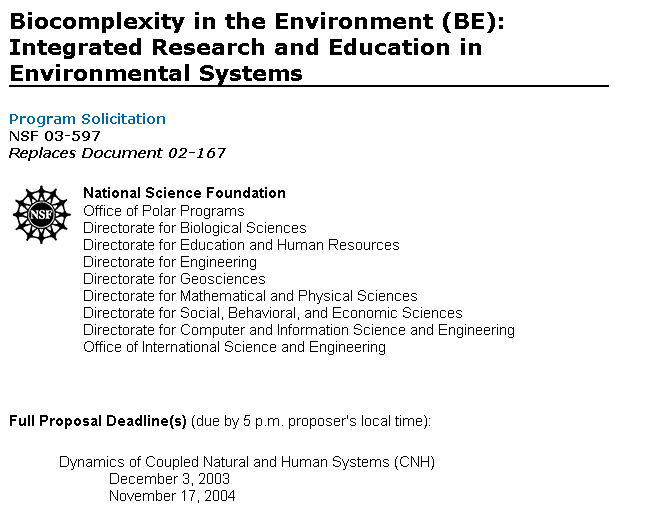 Biocomplexity in the Environment (BE):
Integrated Research and Education in
Environmental Systems
Program Solicitation
NSF 03-597
Replaces Document 02-167
NSF
National Science Foundation
Office of Polar Programs
Directorate for Biological Sciences
Directorate for Education and Human Resources
Directorate for Engineering
Directorate for Geosciences
Directorate for Mathematical and Physical Sciences
Directorate for Social, Behavioral, and Economic Sciences
Directorate for Computer and Information Science and Engineering
Office of International Science and Engineering
Full Proposal Deadline(s) (due by 5 p.m. proposer's local time):
Dynamics of Coupled Natural and Human Systems (CNH)
December 3, 2003
November 17, 2004